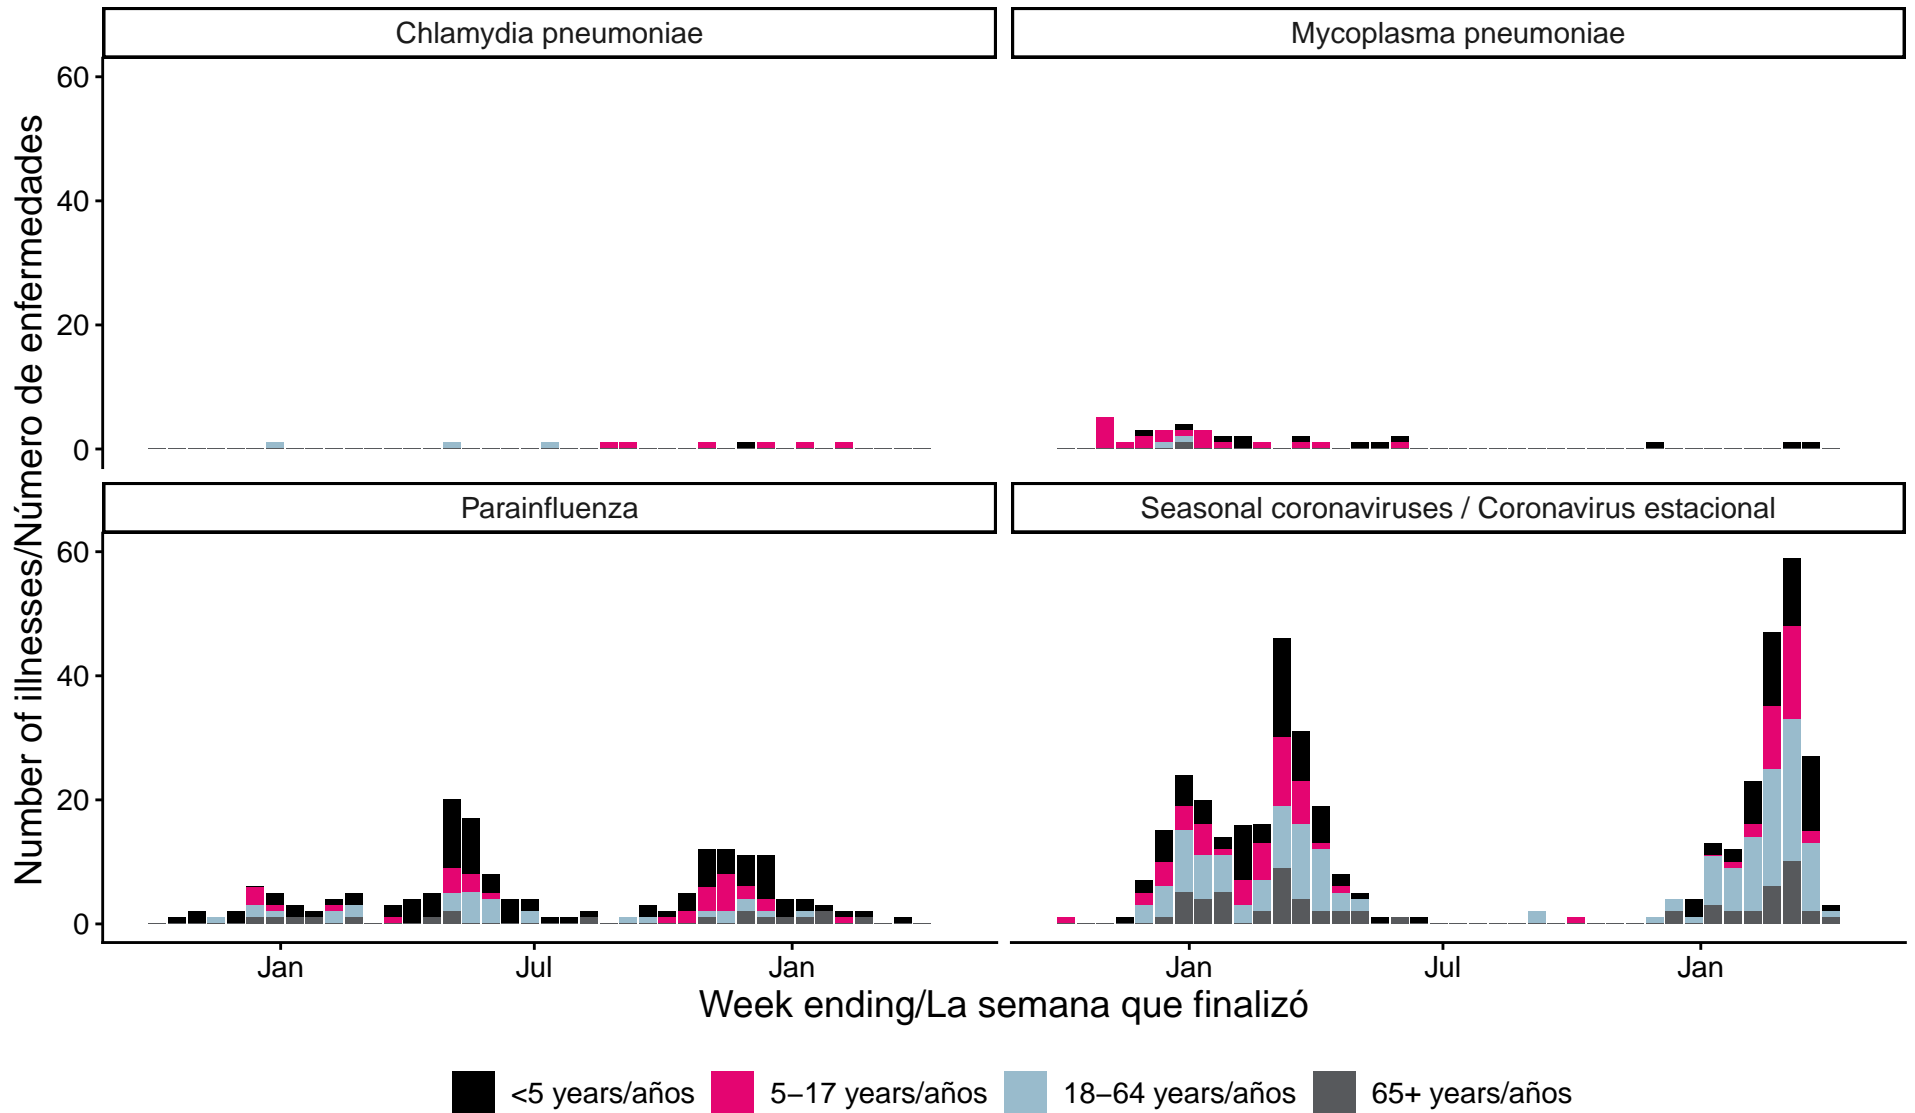 Chlamydia pneumoniae
Mycoplasma pneumoniae
60
40
20
0
Parainfluenza
Seasonal coronaviruses / Coronavirus estacional
60
40
20
0
Number of illnesses/Número de enfermedades
Jan
Jul
Jan
Jan
Jul
Jan
Week ending/La semana que finalizó
<5 years/años
5–17 years/años
18–64 years/años
65+ years/años